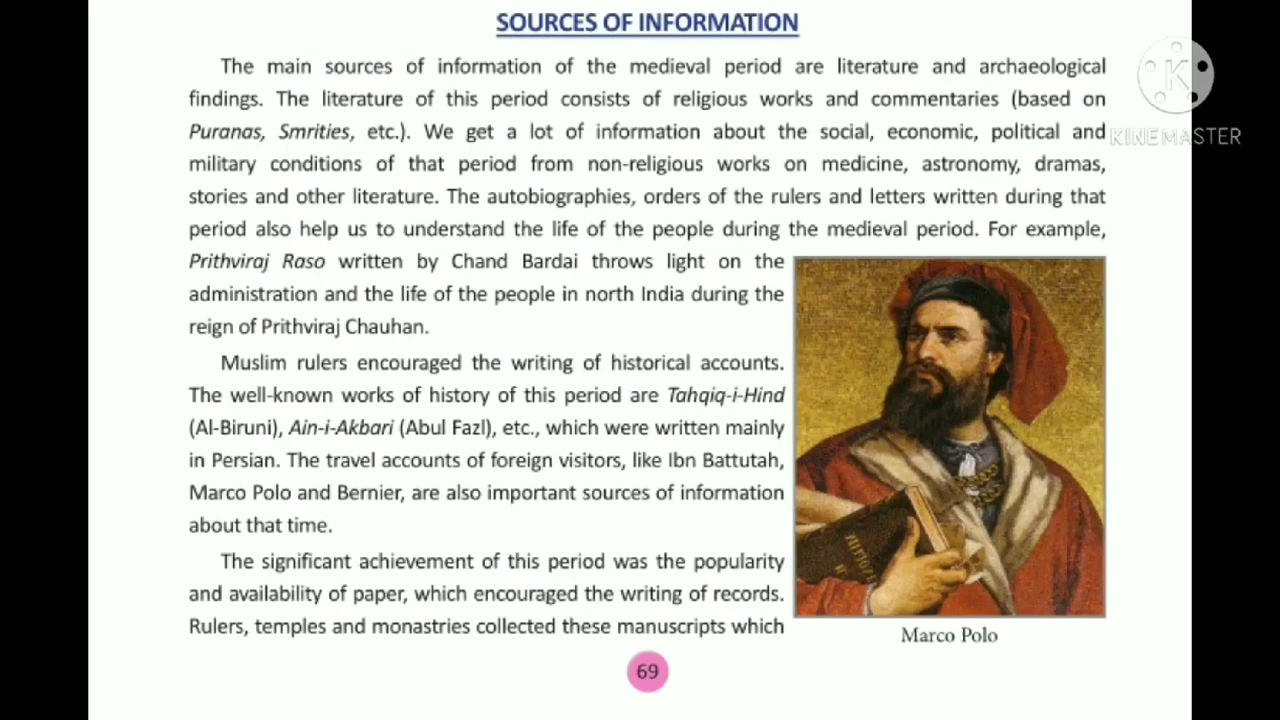 SOURCES OF INFORMATION
The main sources of information of the medieval period are literature and archaeological
findings. The literature of this period consists of religious works and commentaries (based on
Puranas, Smrities, etc.). We get a lot of information about the social, economic, political and
military conditions of that period from non-religious works on medicine, astronomy, dramas,
stories and other literature. The autobiographies, orders of the rulers and letters written during that
period also help us to understand the life of the people during the medieval period. For example,
Prithviraj Raso written by Chand Bardai throws light on the
administration and the life of the people in north India during the
reign of Prithviraj Chauhan.
Muslim rulers encouraged the writing of historical accounts.
The well-known works of history of this period are Tahqiq-i-Hind
(Al-Biruni), Ain-i-Akbari (Abul Fazl), etc., which were written mainly
in Persian. The travel accounts of foreign visitors, like Ibn Battutah,
Marco Polo and Bernier, are also important sources of information
about that time.
The significant achievement of this period was the popularity
and availability of paper, which encouraged the writing of records.
Rulers, temples and monastries collected these manuscripts which
Marco Polo
69
K
KINEMASTER